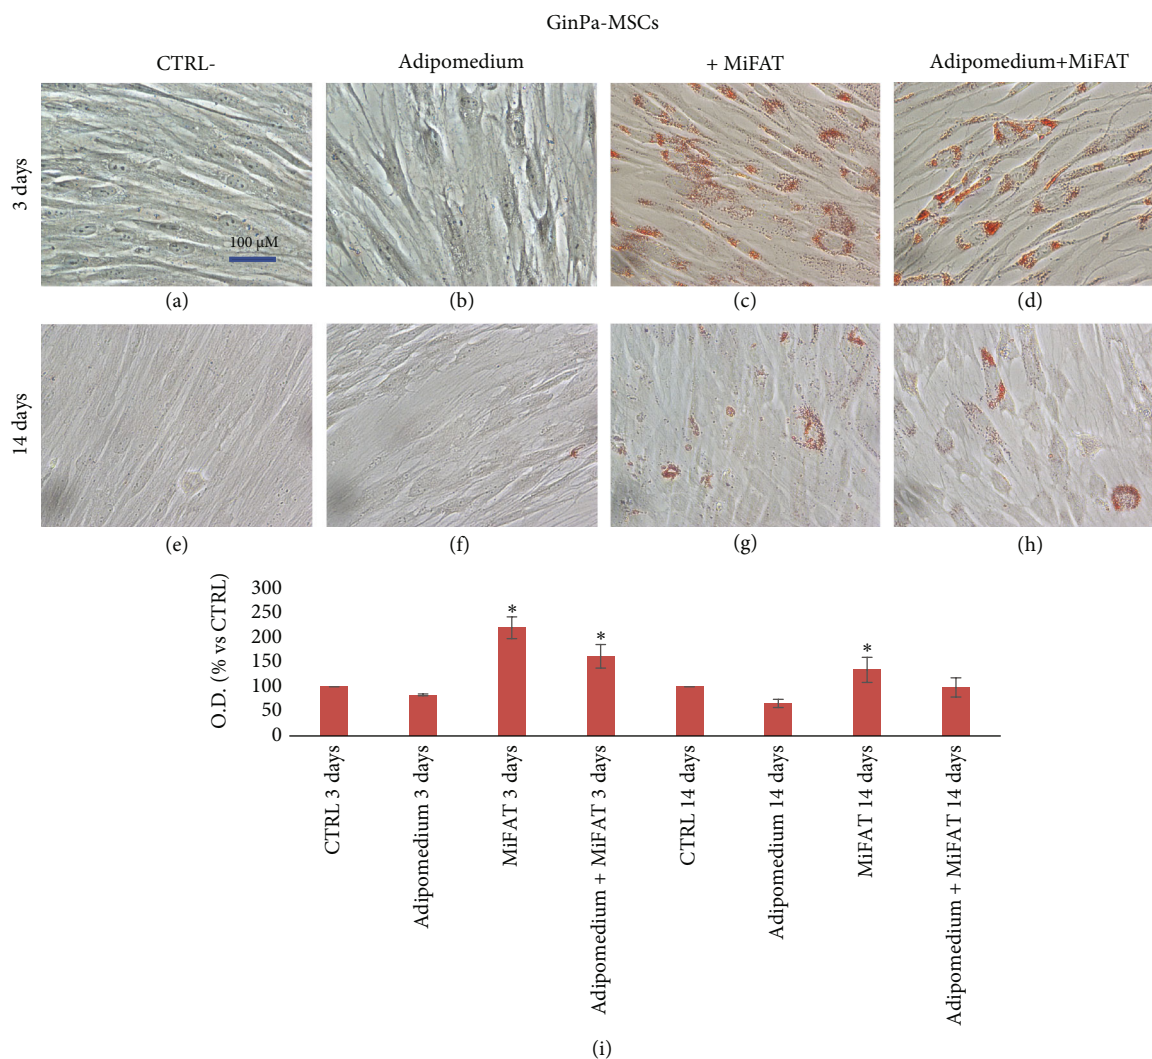 GinPa-MSCs
CTRL-
Adipomedium
+ MiFAT
Adipomedium+MiFAT
3 days
100 µM
(a)
(b)
(c)
(d)
14 days
(e)
(f)
(g)
(h)
O.D. (% vs CTRL)
300
250
200
150
100
50
0
*
*
*
CTRL 3 days
Adipomedium 3 days
MiFAT 3 days
Adipomedium + MiFAT 3 days
CTRL 14 days
Adipomedium 14 days
MiFAT 14 days
Adipomedium + MiFAT 14 days
(i)